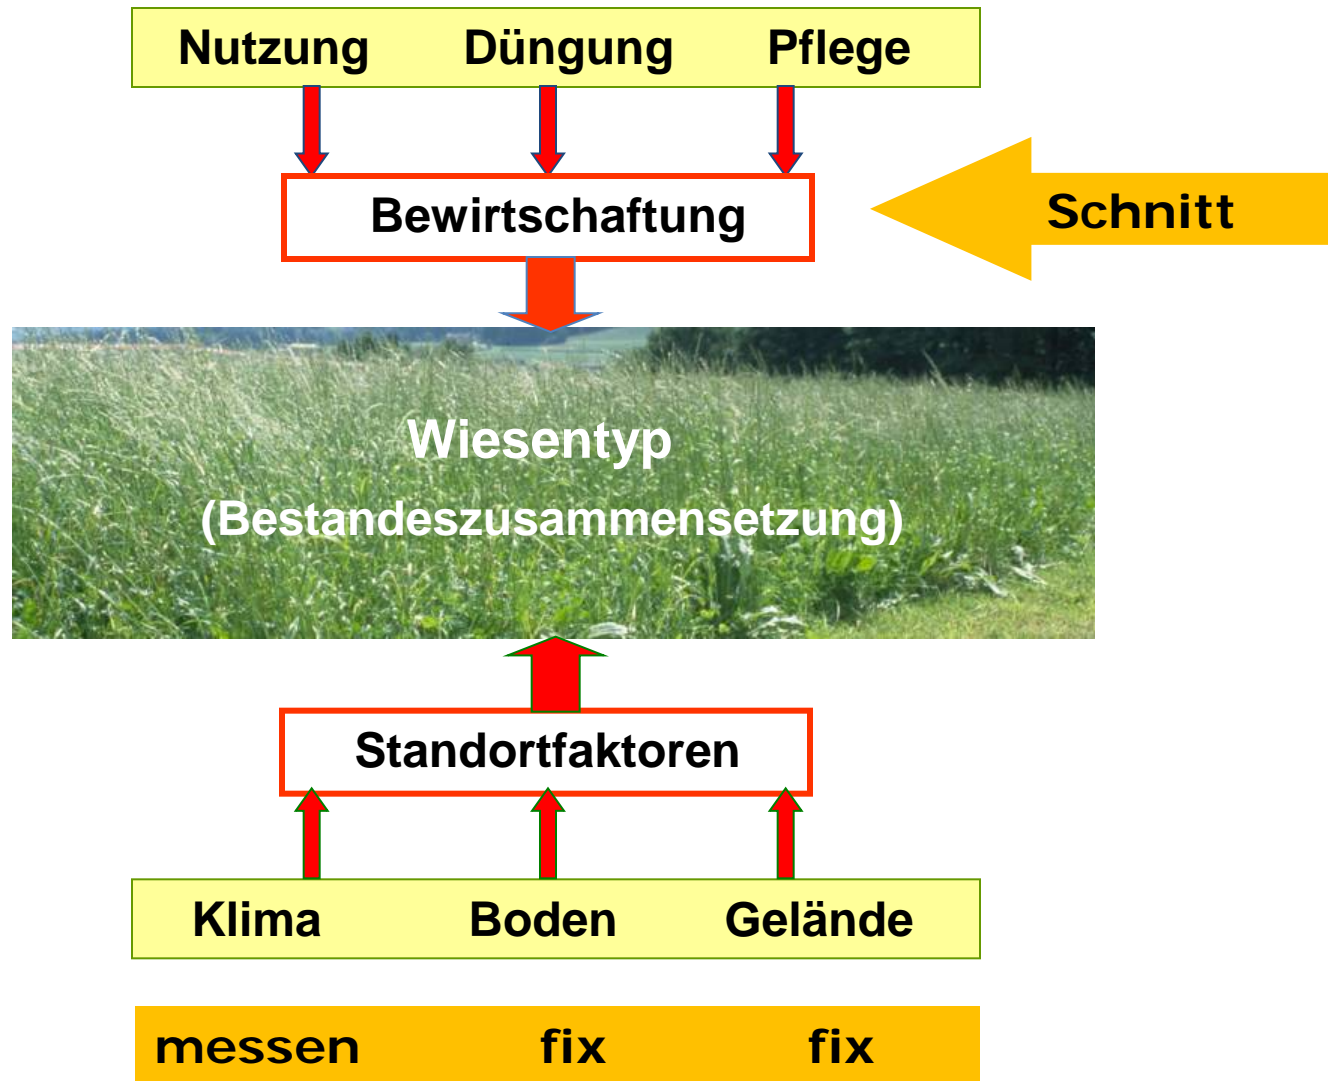 Nutzung Düngung Pflege
Bewirtschaftung
Schnitt
Wiesentyp
(Bestandeszusammensetzung)
Standortfaktoren
Klima Boden Gelände
messen fix fix